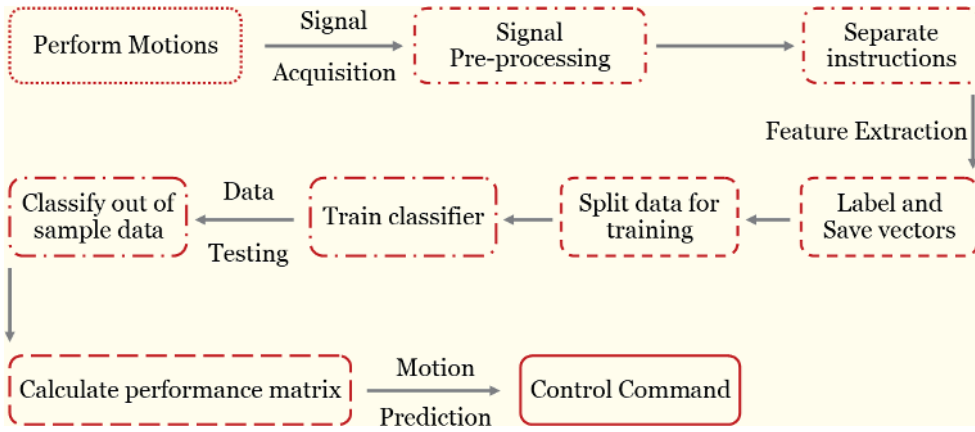 Perform Motions
Signal
Acquisition
Signal
Pre-processing
Separate
instructions
Feature Extraction
Label and
Save vectors
Split data for
training
Train classifier
Data
Testing
Classify out of
sample data
Calculate performance matrix
Motion
Prediction
Control Command